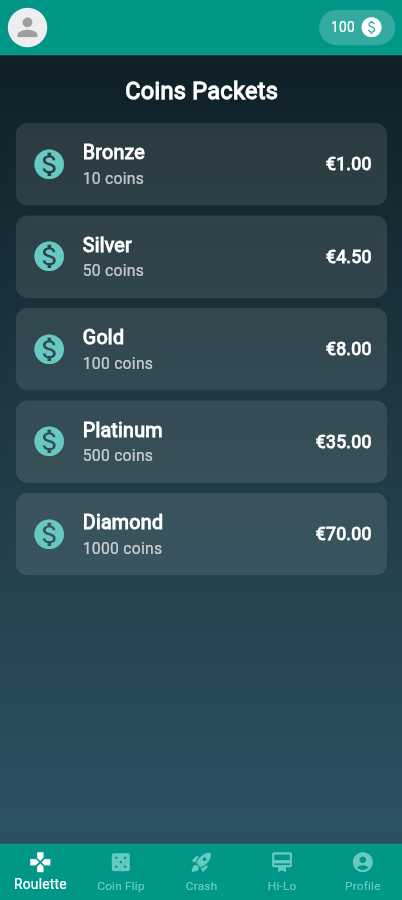 100
Coins Packets
Bronze
10 coins
€1.00
Silver
50 coins
€4.50
Gold
100 coins
€8.00
Platinum
500 coins
€35.00
Diamond
1000 coins
€70.00
Roulette
Coin Flip
Crash
Hi-Lo
Profile